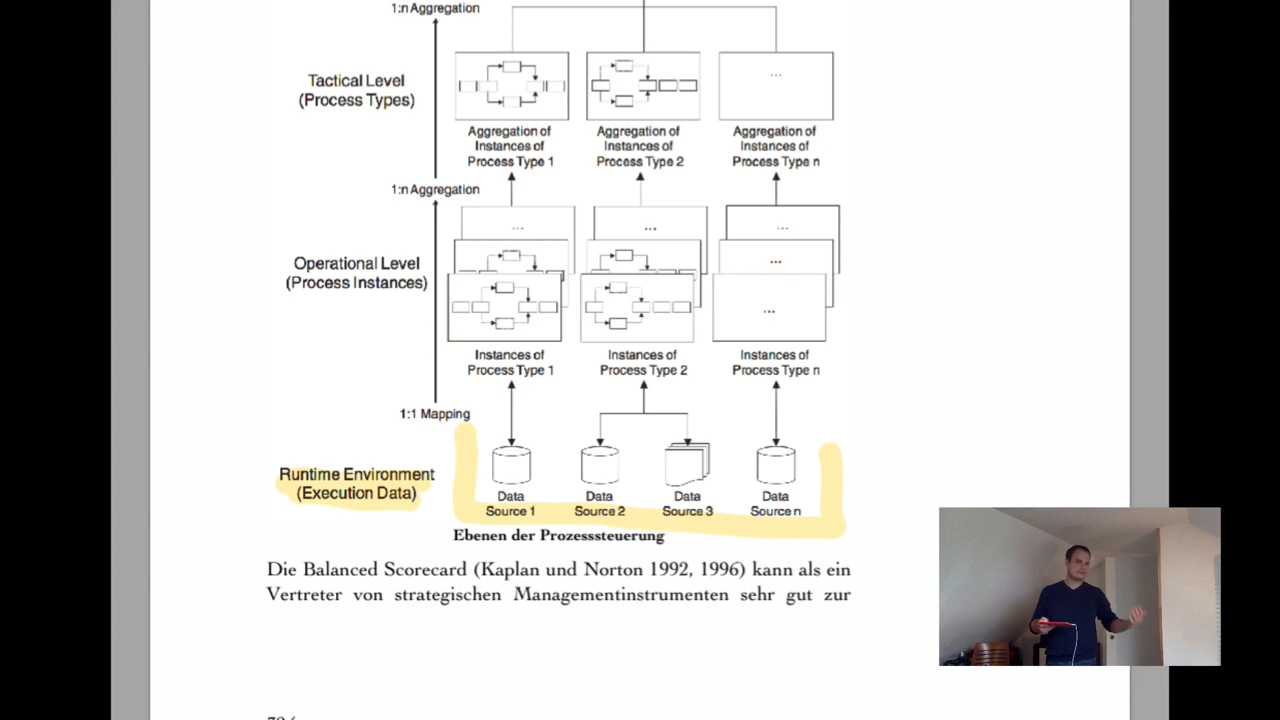 1:n Aggregation
Tactical Level
(Process Types)
...
Aggregation of
Instances of
Process Type 1
Aggregation of
Instances of
Process Type 2
Aggregation of
Instances of
Process Type n
1:n Aggregation
...
...
...
Operational Level
(Process Instances)
...
...
Instances of
Process Type 1
Instances of
Process Type 2
Instances of
Process Type n
1:1 Mapping
Runtime Environment
(Execution Data)
Data
Source 1
Data
Source 2
Data
Source 3
Data
Source n
Ebenen der Prozesssteuerung
Die Balanced Scorecard (Kaplan und Norton 1992, 1996) kann als ein
Vertreter von strategischen Managementinstrumenten sehr gut zur